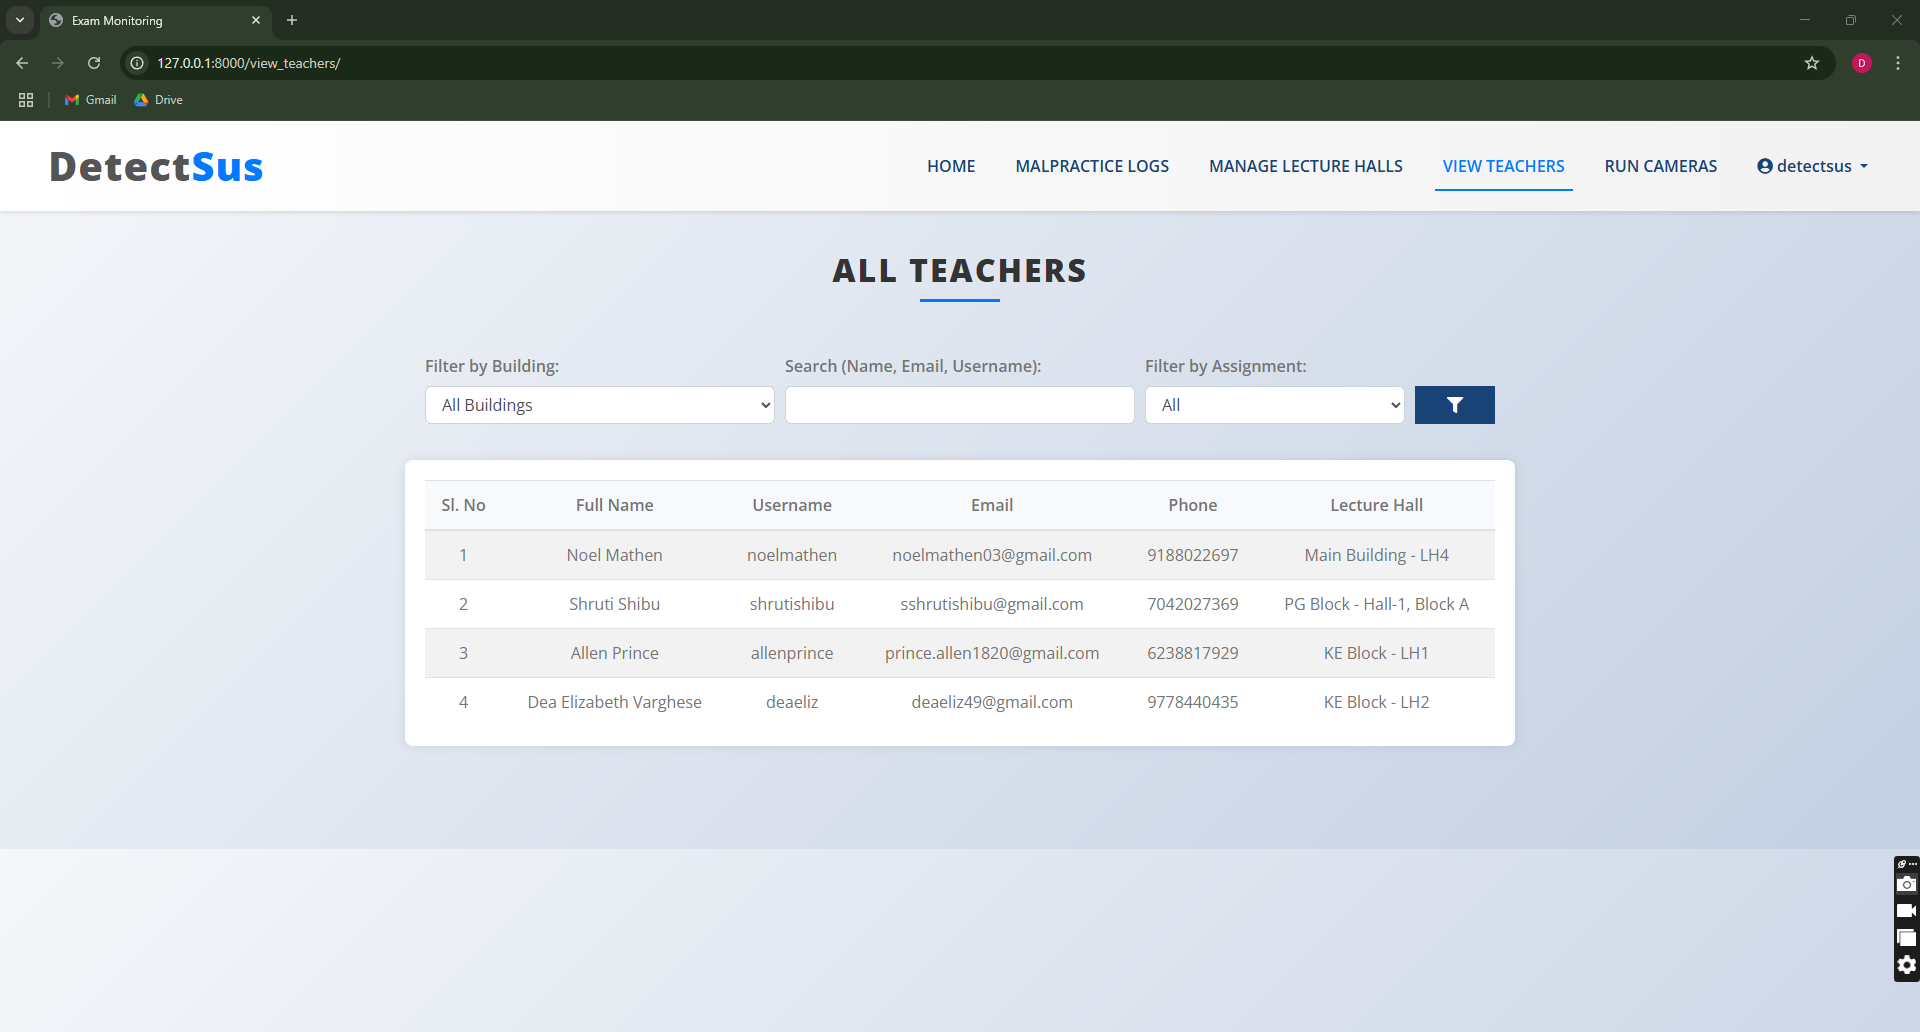 Exam Monitoring
127.0.0.1:8000/view_teachers/
D
Gmail
Drive
DetectSus
HOME
MALPRACTICE LOGS
MANAGE LECTURE HALLS
VIEW TEACHERS
RUN CAMERAS
detectsus
ALL TEACHERS
Filter by Building:
Search (Name, Email, Username):
Filter by Assignment:
All Buildings
All
Sl. No Full Name Username Email Phone Lecture Hall
1 Noel Mathen noelmathen noelmathen03@gmail.com 9188022697 Main Building - LH4
2 Shruti Shibu shrutishibu sshrutishibu@gmail.com 7042027369 PG Block - Hall-1, Block A
3 Allen Prince allenprince prince.allen1820@gmail.com 6238817929 KE Block - LH1
4 Dea Elizabeth Varghese deaeliz deaeliz49@gmail.com 9778440435 KE Block - LH2